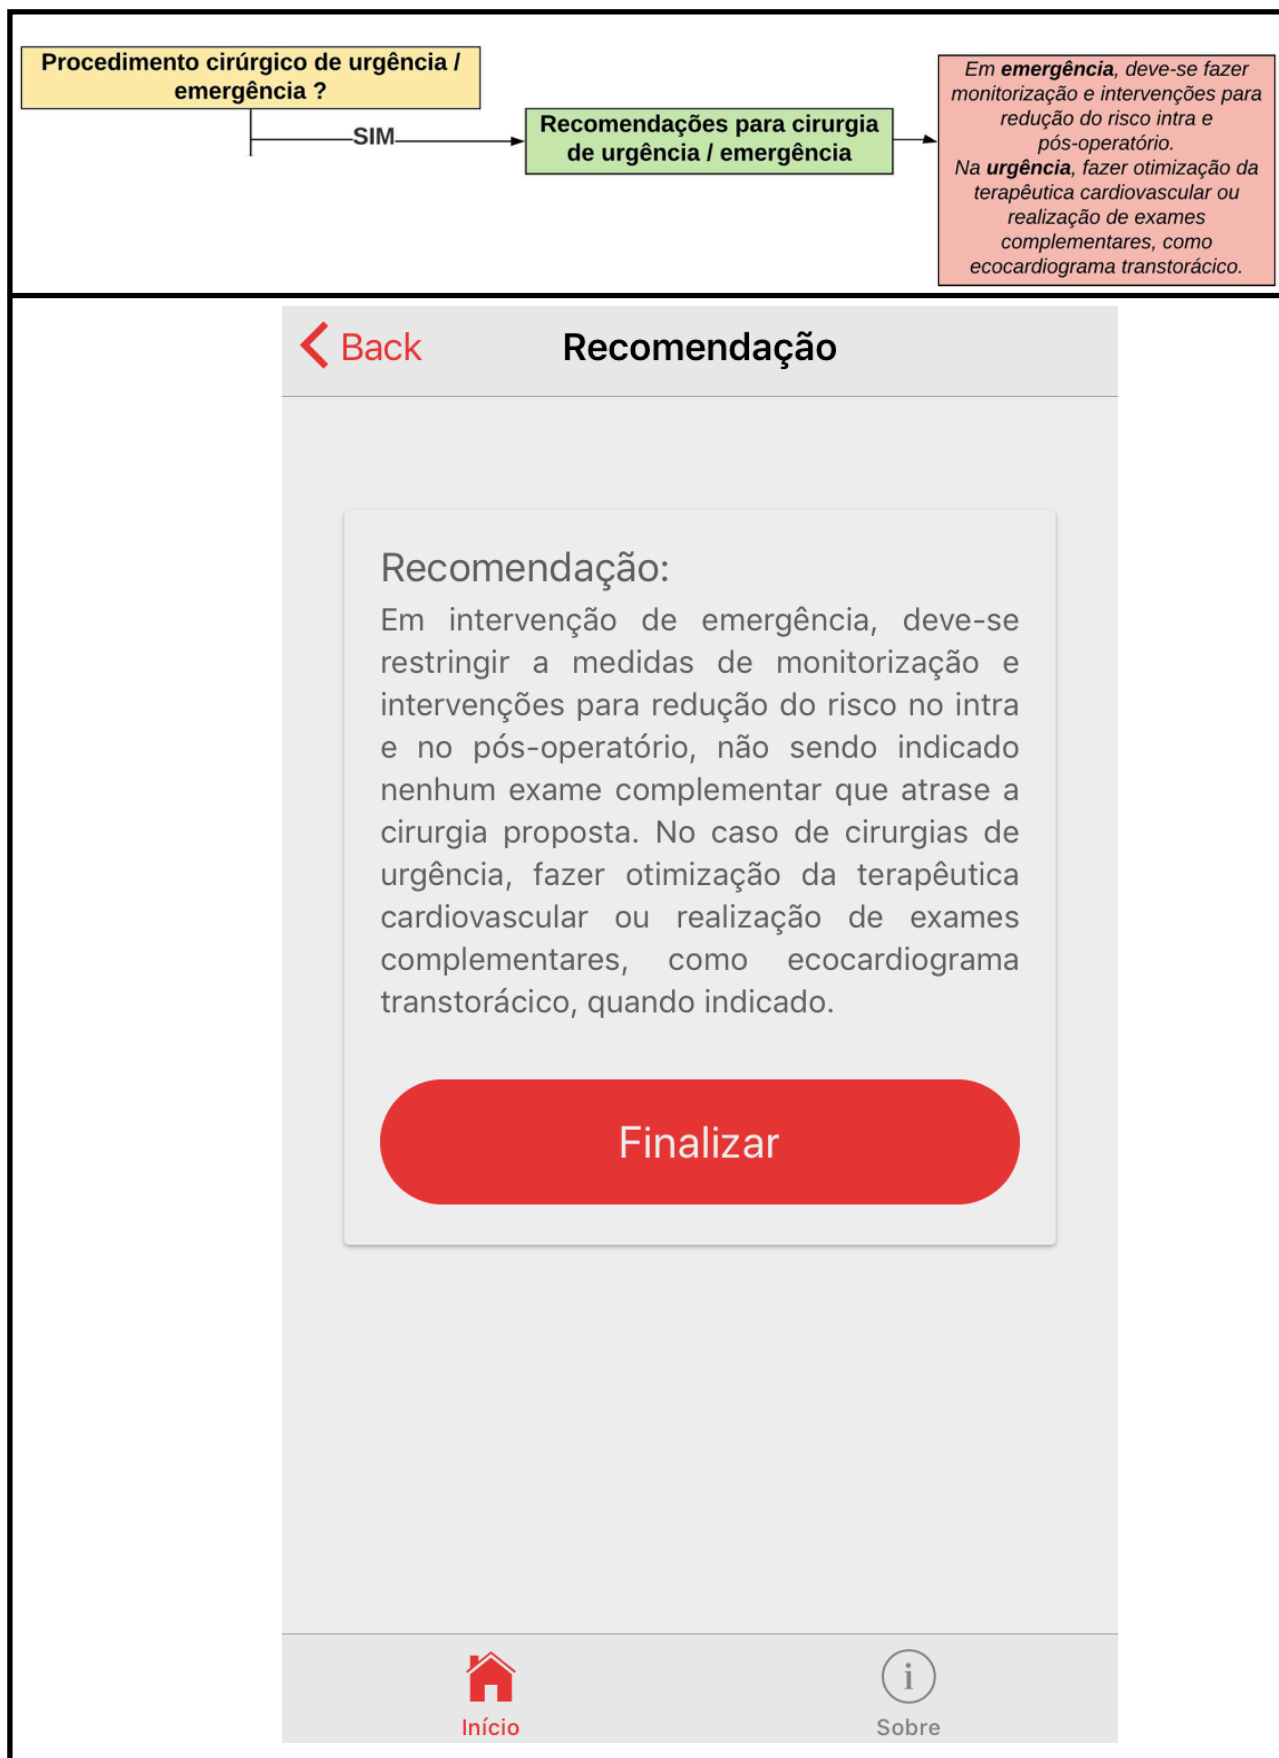 Procedimento cirúrgico de urgência /
emergência ?
SIM
Recomendações para cirurgia
de urgência / emergência
Em emergência, deve-se fazer
monitorização e intervenções para
redução do risco intra e
pós-operatório.
Na urgência, fazer otimização da
terapêutica cardiovascular ou
realização de exames
complementares, como
ecocardiograma transtorácico.
Back
Recomendação
Recomendação:
Em intervenção de emergência, deve-se
restringir a medidas de monitorização e
intervenções para redução do risco no intra
e no pós-operatório, não sendo indicado
nenhum exame complementar que atrase a
cirurgia proposta. No caso de cirurgias de
urgência, fazer otimização da terapêutica
cardiovascular ou realização de exames
complementares, como ecocardiograma
transtorácico, quando indicado.
Finalizar
Início
Sobre